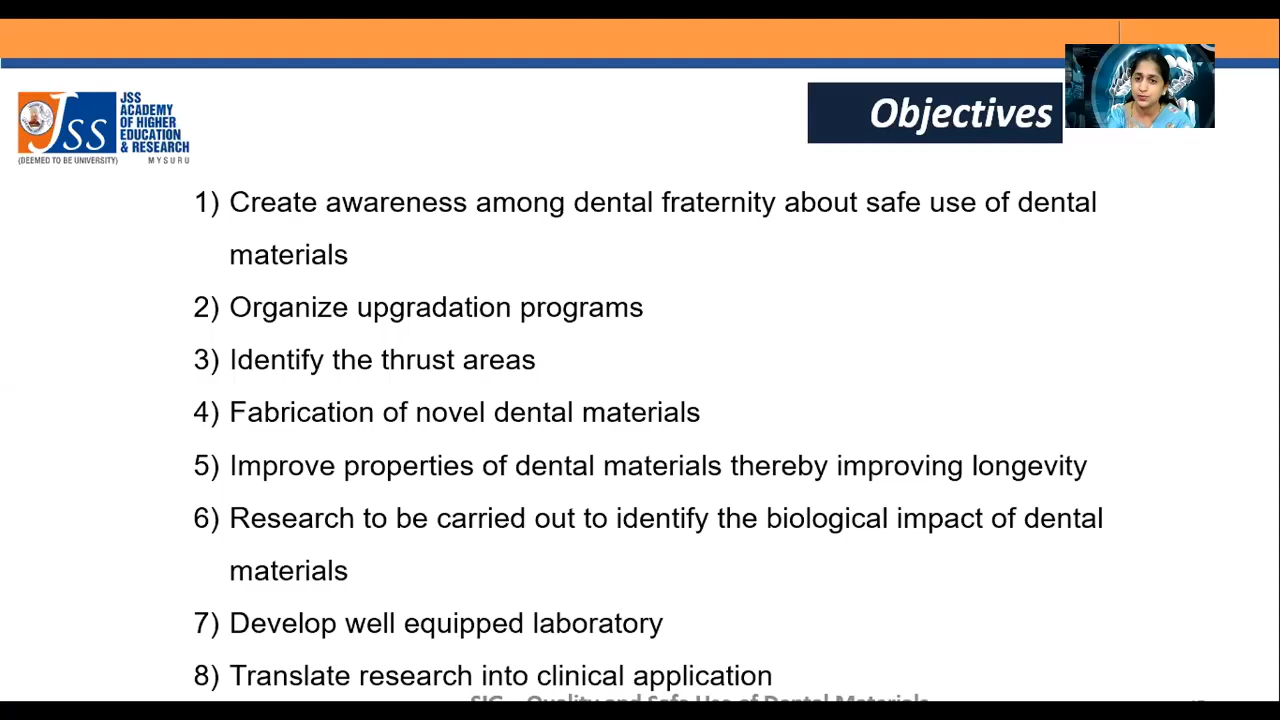 JSS
JSS
ACADEMY
OF HIGHER
EDUCATION
& RESEARCH
(DEEMED TO BE UNIVERSITY) MYSURU
Objectives
1) Create awareness among dental fraternity about safe use of dental
materials
2) Organize upgradation programs
3) Identify the thrust areas
4) Fabrication of novel dental materials
5) Improve properties of dental materials thereby improving longevity
6) Research to be carried out to identify the biological impact of dental
materials
7) Develop well equipped laboratory
8) Translate research into clinical application
SIG – Quality and Safe Use of Dental Materials